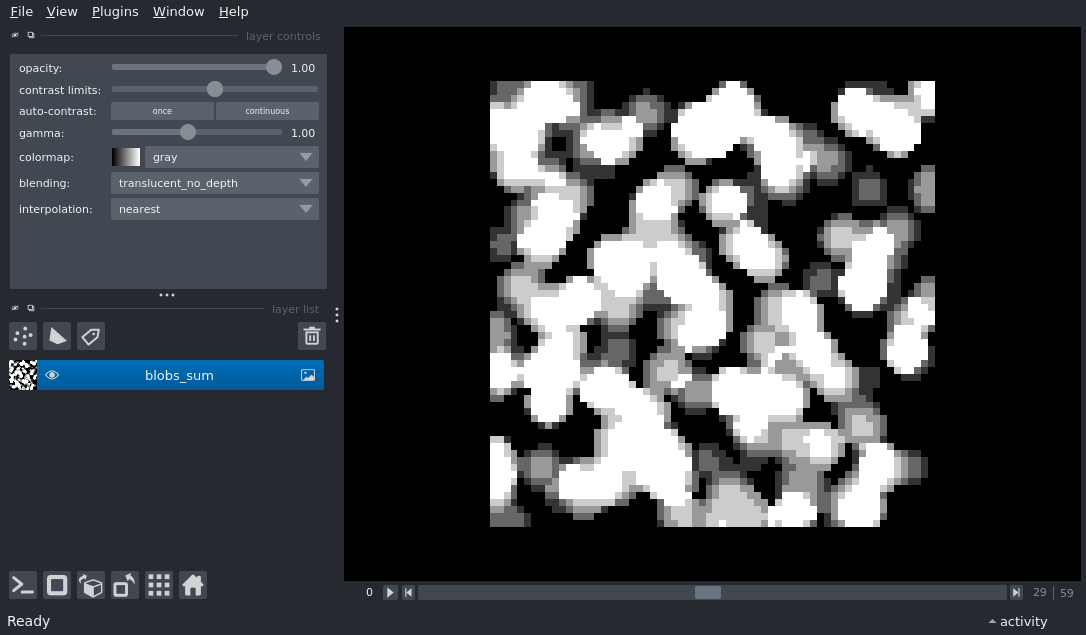 File View Plugins Window Help
layer controls
opacity: 1.00
contrast limits:
auto-contrast: once continuous
gamma: 1.00
colormap: gray
blending: translucent_no_depth
interpolation: nearest
layer list
blobs_sum
0 29 59
Ready activity